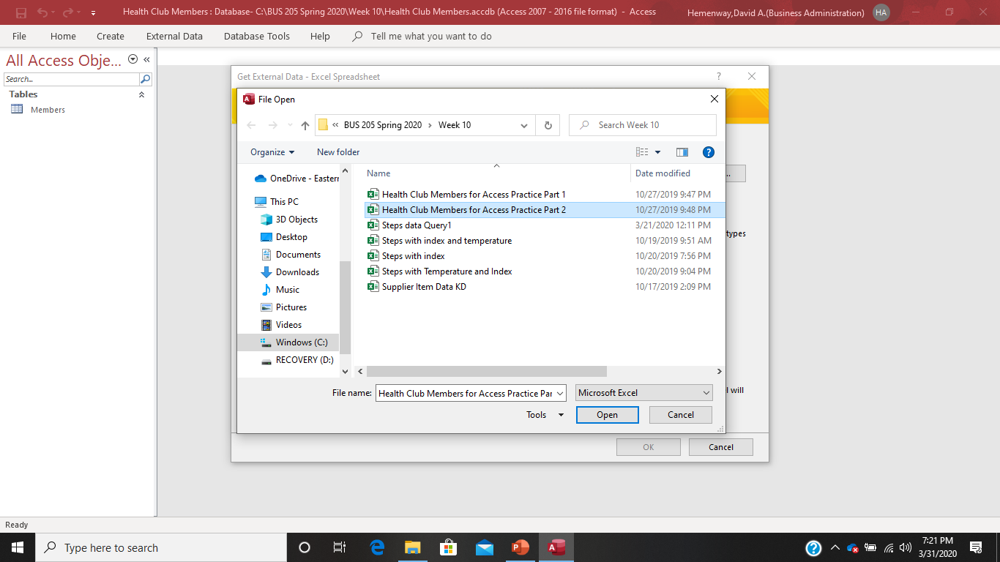 Health Club Members : Database- C:\BUS 205 Spring 2020\Week 10\Health Club Members.accdb (Access 2007 - 2016 file format) - Access
Hemenway,David A.(Business Administration) HA
File Home Create External Data Database Tools Help Tell me what you want to do
All Access Obje... «
Search...
Tables
Members
Get External Data - Excel Spreadsheet ?
File Open
« BUS 205 Spring 2020 › Week 10
Search Week 10
Organize New folder ?
OneDrive - Eastern
This PC
3D Objects
Desktop
Documents
Downloads
Music
Pictures
Videos
Windows (C:)
RECOVERY (D:)
Name Date modified
Health Club Members for Access Practice Part 1 10/27/2019 9:47 PM
Health Club Members for Access Practice Part 2 10/27/2019 9:48 PM
Steps data Query1 3/21/2020 12:11 PM
Steps with index and temperature 10/19/2019 9:51 AM
Steps with index 10/20/2019 7:56 PM
Steps with Temperature and Index 10/20/2019 9:04 PM
Supplier Item Data KD 10/17/2019 2:09 PM
...
types
l will
File name: Health Club Members for Access Practice Par Microsoft Excel
Tools Open Cancel
OK Cancel
Ready
Type here to search
7:21 PM
3/31/2020